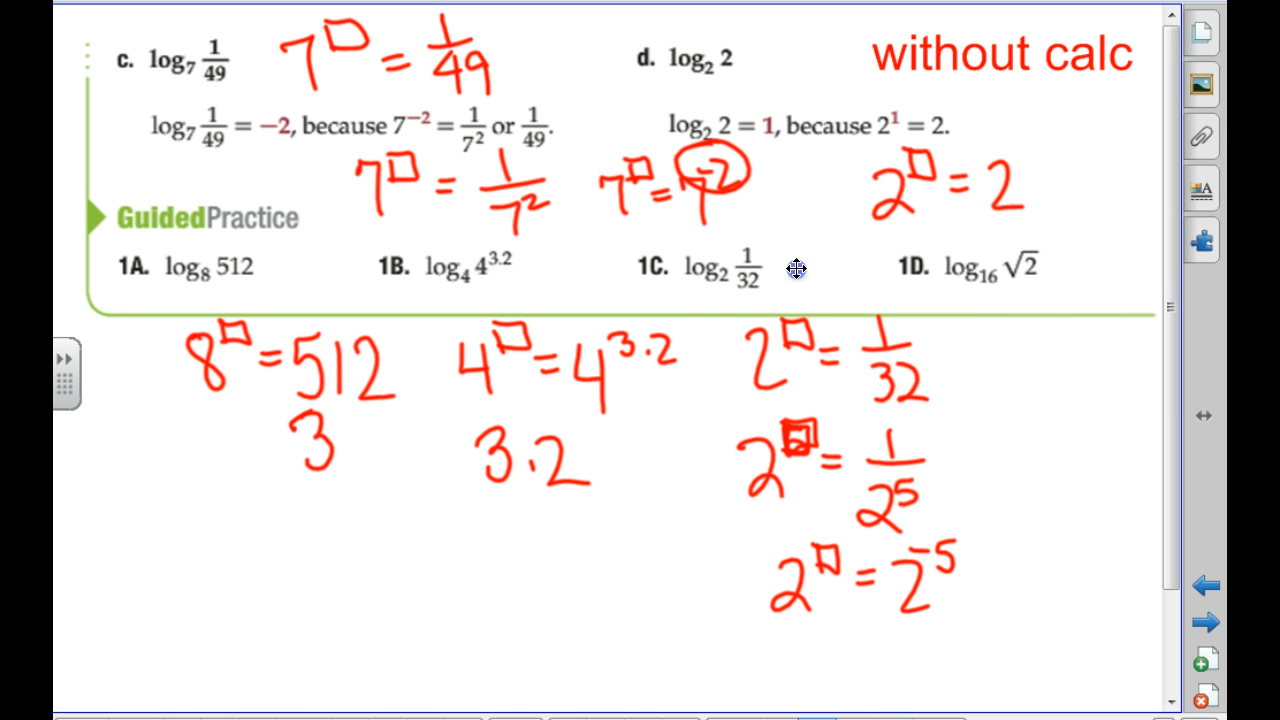 c. log₇ 1/49    7^□ = 1/49    d. log₂ 2    without calc
log₇ 1/49 = −2, because 7⁻² = 1/7² or 1/49.    log₂ 2 = 1, because 2¹ = 2.
7^□ = 1/7²    7^□ = 7⁻²    2^□ = 2
GuidedPractice
1A. log₈ 512    1B. log₄ 4^3.2    1C. log₂ 1/32    1D. log₁₆ √2
8^□ = 512    4^□ = 4^3.2    2^□ = 1/32
3    3.2    2^□ = 1/2⁵
2^□ = 2⁻⁵